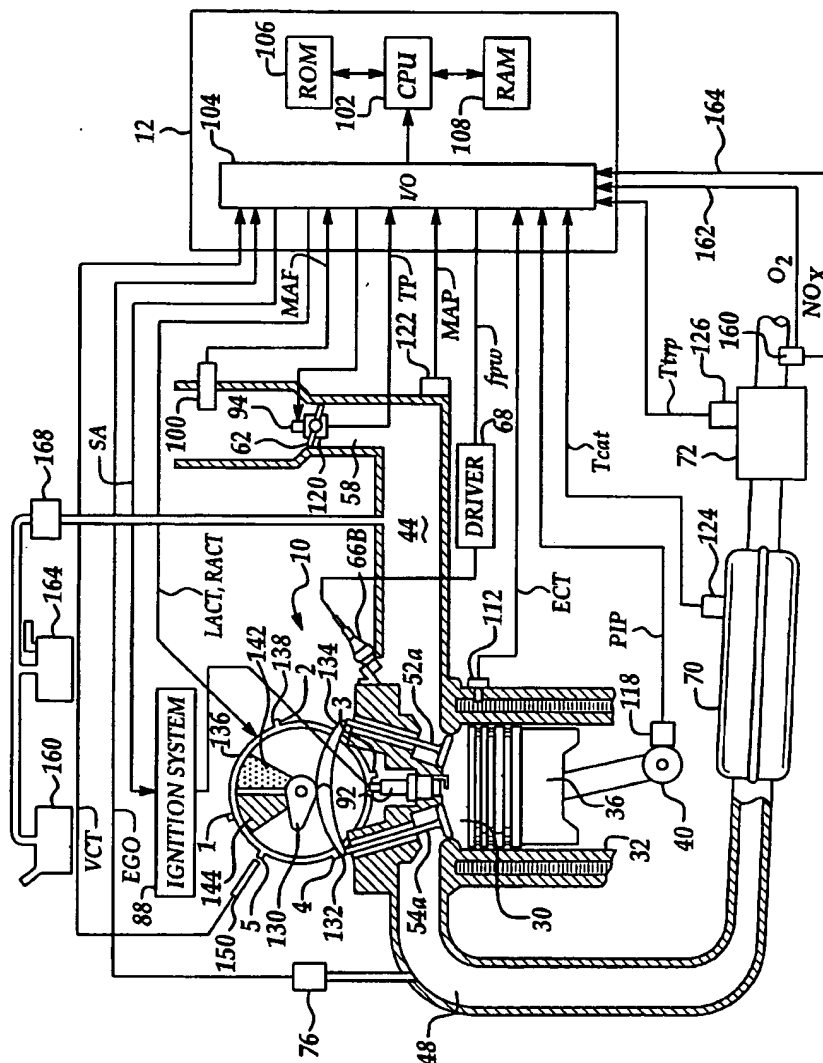 12
104
106
ROM
CPU
102
RAM
108
I/O
164
162
O2
NOX
160
126
Ttrp
72
MAF
TP
MAP
122
fpw
68
DRIVER
Tcat
124
70
100
94
62
120
58
44
SA
168
LACT, RACT
10
66B
ECT
112
PIP
118
40
36
32
30
164
160
IGNITION SYSTEM
88
136
142
138
2
134
3
52a
92
1
144
VCT
EGO
5
150
130
4
132
54a
76
48